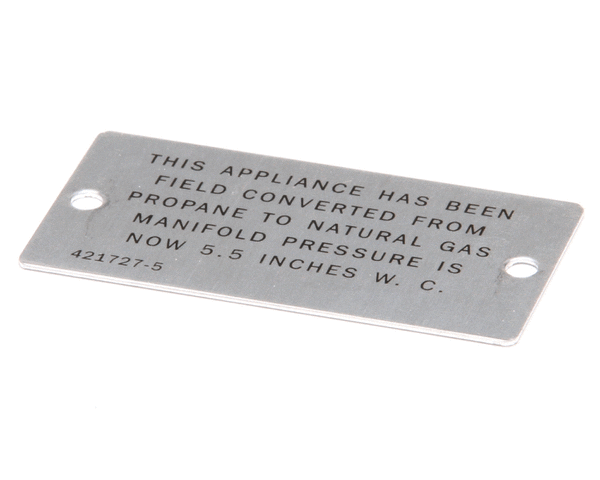 THIS APPLIANCE HAS BEEN
FIELD CONVERTED FROM
PROPANE TO NATURAL GAS
MANIFOLD PRESSURE IS
NOW 5.5 INCHES W. C.
421727-5